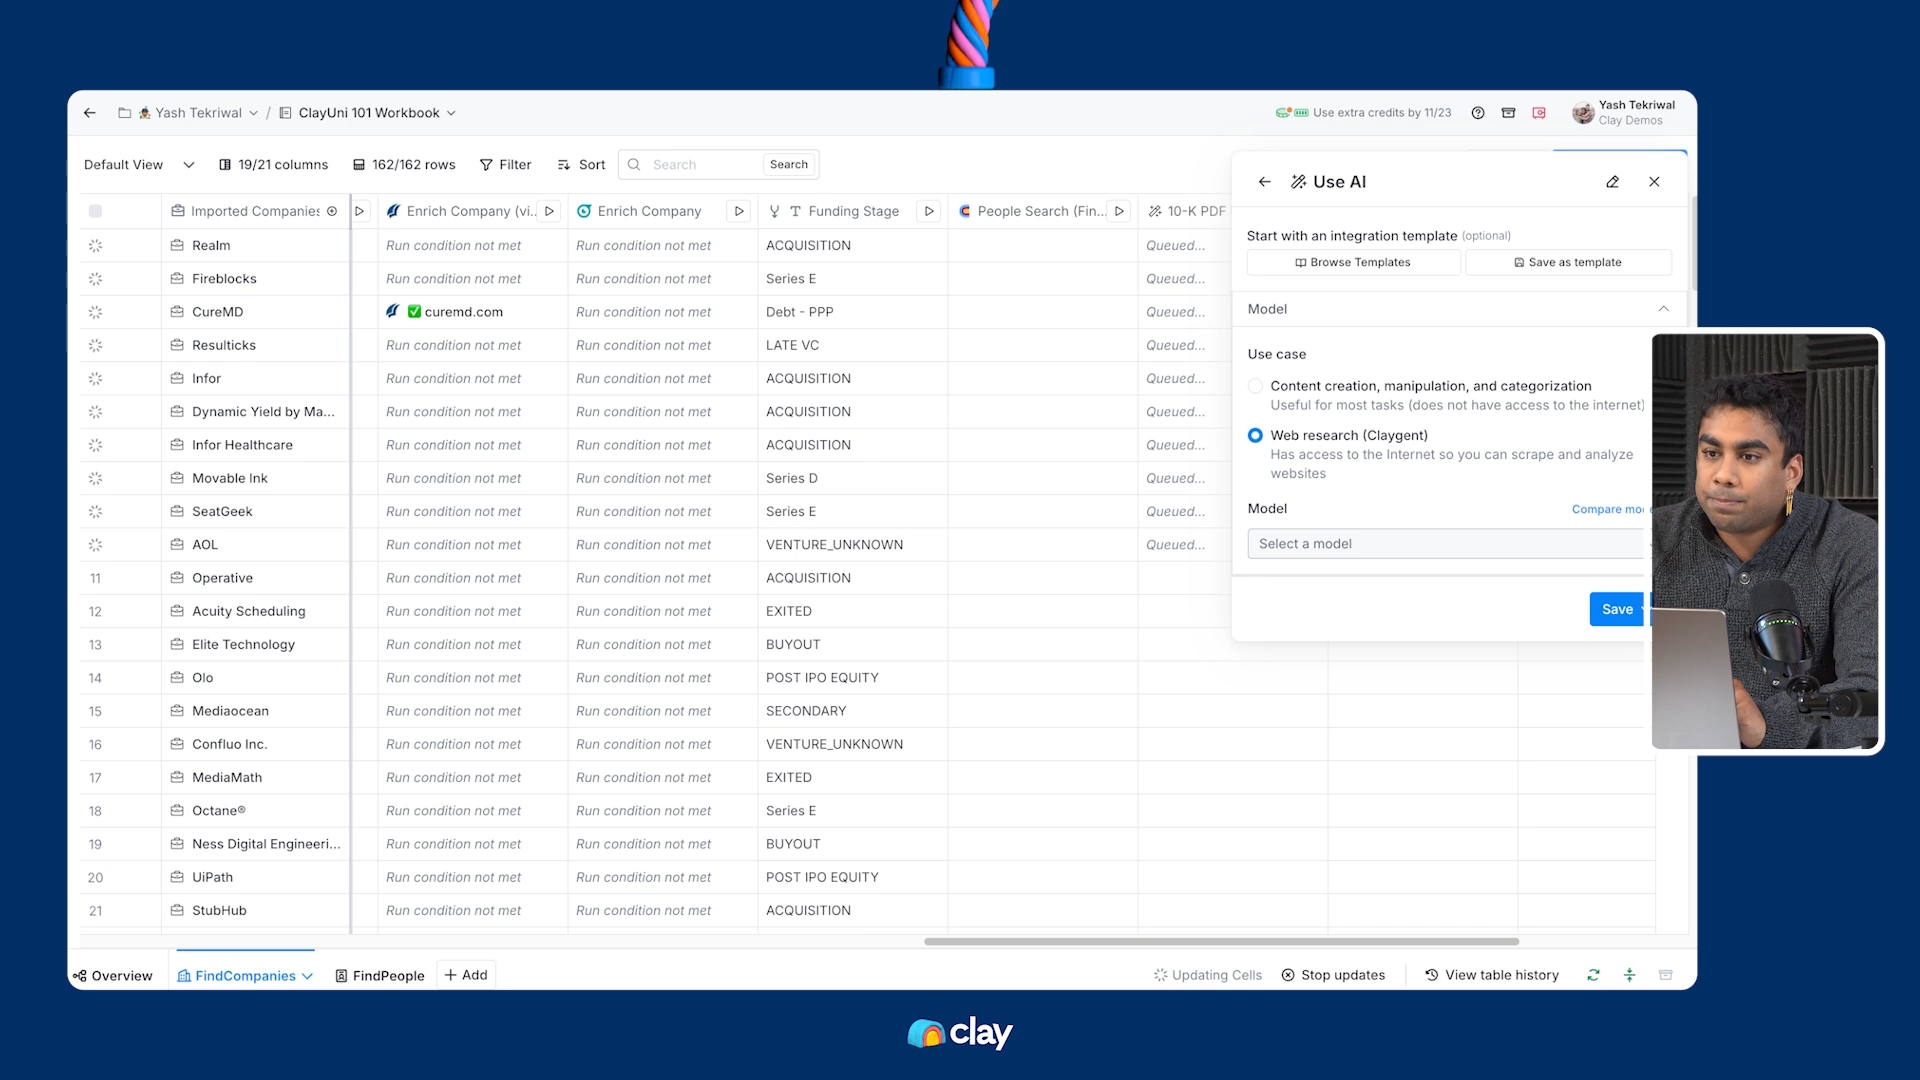 Yash Tekriwal / ClayUni 101 Workbook
Use extra credits by 11/23
Yash Tekriwal
Clay Demos
Default View 19/21 columns 162/162 rows Filter Sort Search Search
Imported Companies Enrich Company (vi... Enrich Company Funding Stage People Search (Fin... 10-K PDF
Realm Run condition not met Run condition not met ACQUISITION Queued...
Fireblocks Run condition not met Run condition not met Series E Queued...
CureMD ✅ curemd.com Run condition not met Debt - PPP Queued...
Resulticks Run condition not met Run condition not met LATE VC Queued...
Infor Run condition not met Run condition not met ACQUISITION Queued...
Dynamic Yield by Ma... Run condition not met Run condition not met ACQUISITION Queued...
Infor Healthcare Run condition not met Run condition not met ACQUISITION Queued...
Movable Ink Run condition not met Run condition not met Series D Queued...
SeatGeek Run condition not met Run condition not met Series E Queued...
AOL Run condition not met Run condition not met VENTURE_UNKNOWN Queued...
11 Operative Run condition not met Run condition not met ACQUISITION
12 Acuity Scheduling Run condition not met Run condition not met EXITED
13 Elite Technology Run condition not met Run condition not met BUYOUT
14 Olo Run condition not met Run condition not met POST IPO EQUITY
15 Mediaocean Run condition not met Run condition not met SECONDARY
16 Confluo Inc. Run condition not met Run condition not met VENTURE_UNKNOWN
17 MediaMath Run condition not met Run condition not met EXITED
18 Octane® Run condition not met Run condition not met Series E
19 Ness Digital Engineeri... Run condition not met Run condition not met BUYOUT
20 UiPath Run condition not met Run condition not met POST IPO EQUITY
21 StubHub Run condition not met Run condition not met ACQUISITION
Use AI
Start with an integration template (optional)
Browse Templates Save as template
Model
Use case
Content creation, manipulation, and categorization
Useful for most tasks (does not have access to the internet)
Web research (Claygent)
Has access to the Internet so you can scrape and analyze
websites
Model Compare mo
Select a model
Save
Overview FindCompanies FindPeople + Add Updating Cells Stop updates View table history
clay